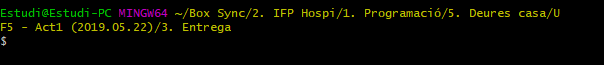 Estudi@Estudi-PC MINGW64 ~/Box Sync/2. IFP Hospi/1. Programació/5. Deures casa/U
F5 - Act1 (2019.05.22)/3. Entrega
$